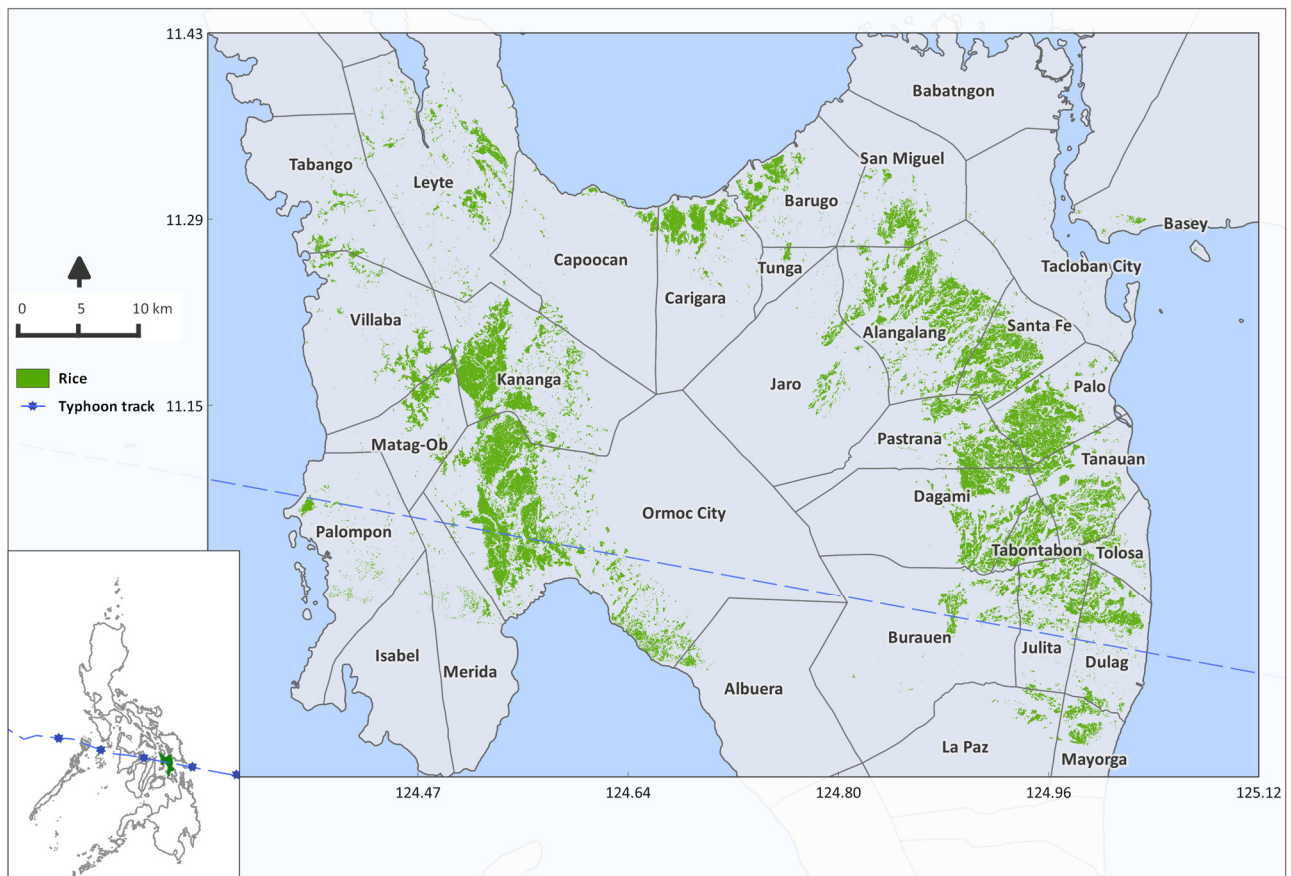 11.43
Babatngon
San Miguel
Tabango
Leyte
Barugo
11.29
Basey
Capoocan
Tunga
Tacloban City
Carigara
0 5 10 km
Villaba
Santa Fe
Alangalang
Rice
Kananga
Jaro
Palo
Typhoon track
11.15
Pastrana
Matag-Ob
Tanauan
Dagami
Ormoc City
Palompon
Tabontabon
Tolosa
Burauen
Julita
Isabel
Dulag
Merida
Albuera
La Paz
Mayorga
124.47
124.64
124.80
124.96
125.12